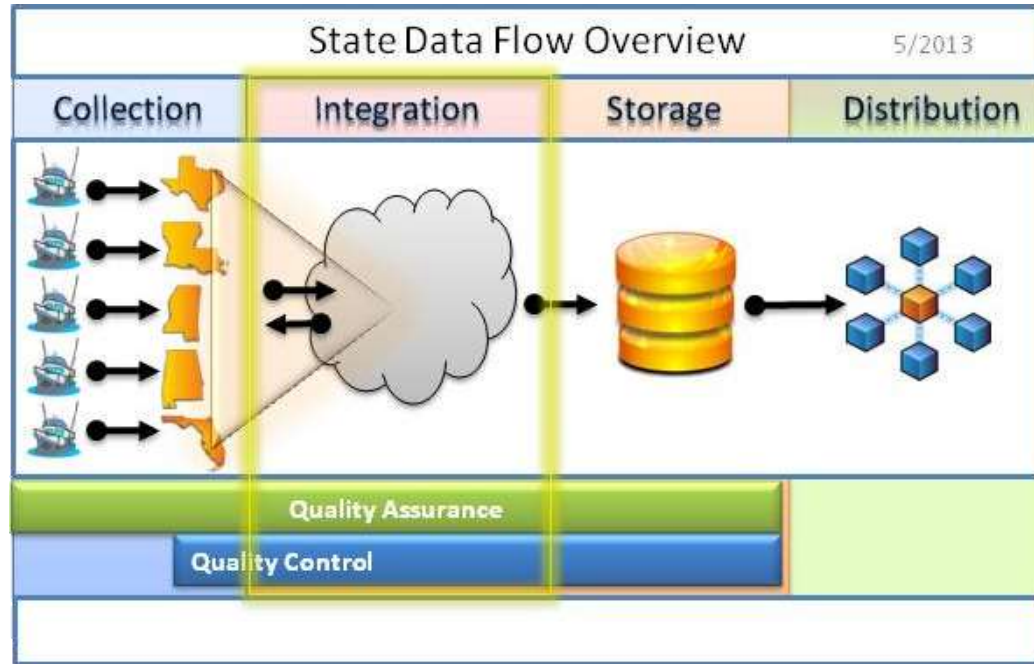 State Data Flow Overview
5/2013
Collection
Integration
Storage
Distribution
Quality Assurance
Quality Control